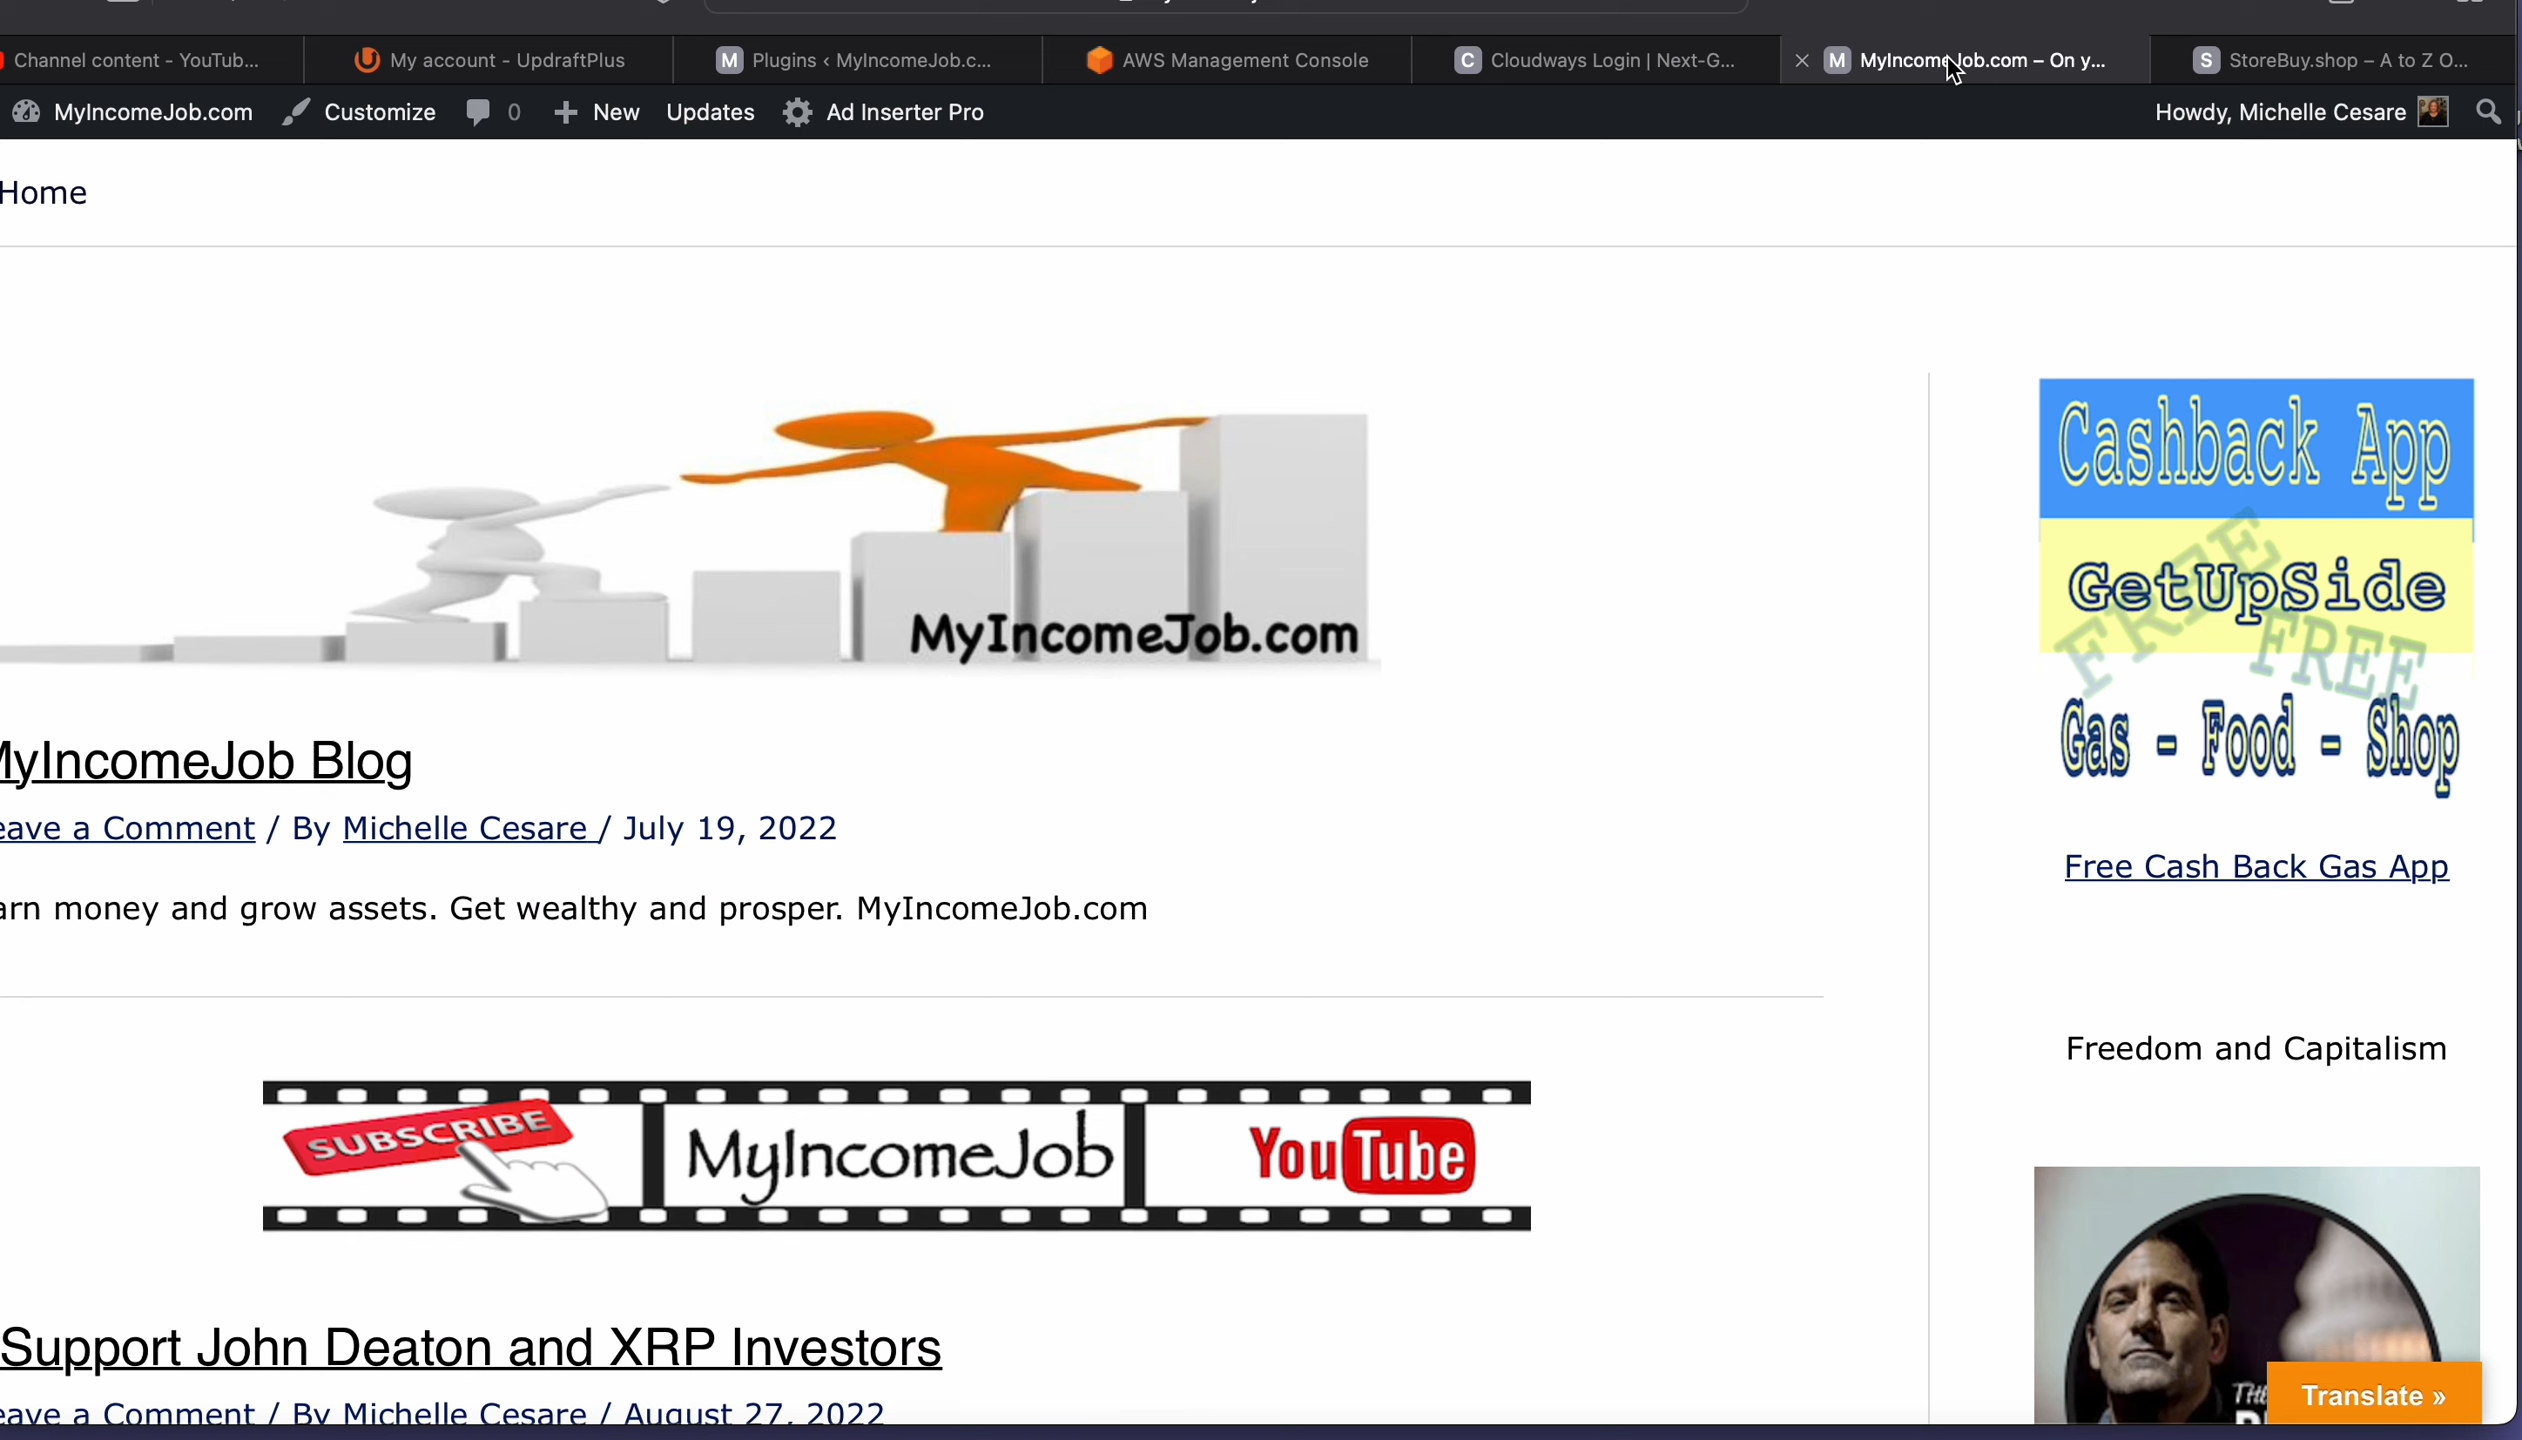 Channel content - YouTub...
My account - UpdraftPlus
M Plugins ‹ MyIncomeJob.c...
AWS Management Console
C Cloudways Login | Next-G...
M MyIncomeJob.com – On y...
S StoreBuy.shop – A to Z O...
MyIncomeJob.com Customize 0 New Updates Ad Inserter Pro
Howdy, Michelle Cesare
Home
MyIncomeJob.com
MyIncomeJob Blog
eave a Comment / By Michelle Cesare / July 19, 2022
arn money and grow assets. Get wealthy and prosper. MyIncomeJob.com
SUBSCRIBE MyIncomeJob YouTube
Support John Deaton and XRP Investors
eave a Comment / By Michelle Cesare / August 27, 2022
Cashback App
FREE
GetUpSide
FREE
Gas - Food - Shop
Free Cash Back Gas App
Freedom and Capitalism
Translate »